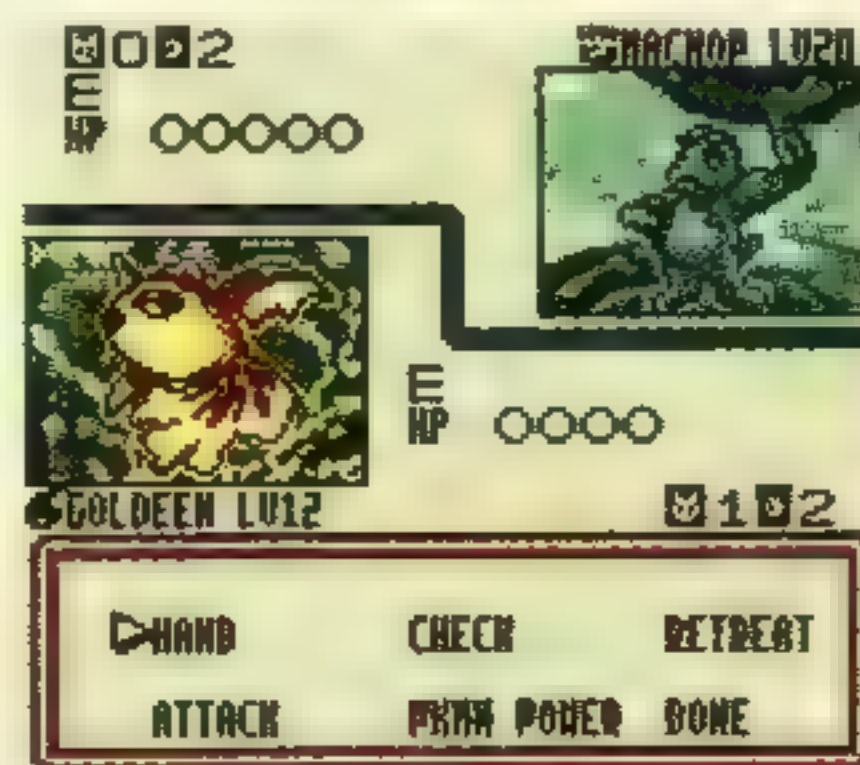 0 2
MACHOP LV20
E
HP
E
HP
GOLDEEN LV12
1 2
HAND CHECK RETREAT
ATTACK PKMN POWER DONE